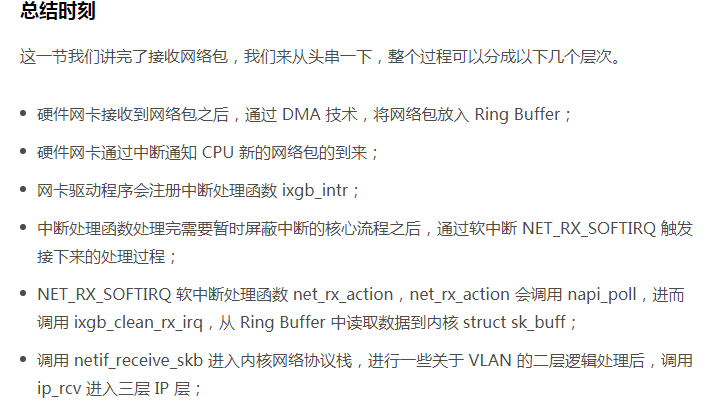 总结时刻
这一节我们讲完了接收网络包，我们来从头串一下，整个过程可以分成以下几个层次。
硬件网卡接收到网络包之后，通过 DMA 技术，将网络包放入 Ring Buffer；
硬件网卡通过中断通知 CPU 新的网络包的到来；
网卡驱动程序会注册中断处理函数 ixgb_intr；
中断处理函数处理完需要暂时屏蔽中断的核心流程之后，通过软中断 NET_RX_SOFTIRQ 触发
接下来的处理过程；
NET_RX_SOFTIRQ 软中断处理函数 net_rx_action，net_rx_action 会调用 napi_poll，进而
调用 ixgb_clean_rx_irq，从 Ring Buffer 中读取数据到内核 struct sk_buff；
调用 netif_receive_skb 进入内核网络协议栈，进行一些关于 VLAN 的二层逻辑处理后，调用
ip_rcv 进入三层 IP 层；